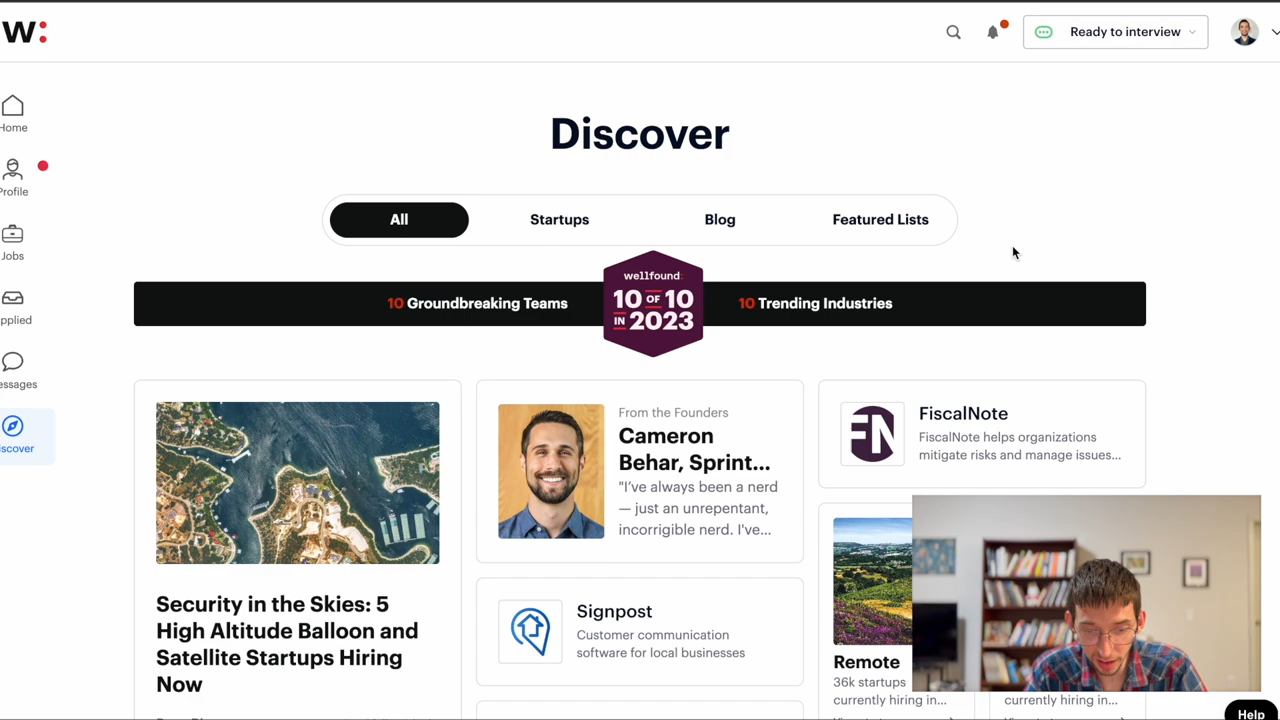 w:
Ready to interview
Home
Profile
Jobs
pplied
essages
iscover
Discover
All
Startups
Blog
Featured Lists
10 Groundbreaking Teams
wellfound:
10 OF 10
IN 2023
10 Trending Industries
Security in the Skies: 5
High Altitude Balloon and
Satellite Startups Hiring
Now
From the Founders
Cameron
Behar, Sprint...
"I've always been a nerd
— just an unrepentant,
incorrigible nerd. I've...
Signpost
Customer communication
software for local businesses
FN
FiscalNote
FiscalNote helps organizations
mitigate risks and manage issues...
Remote
36k startups
currently hiring in...
currently hiring in...
Help